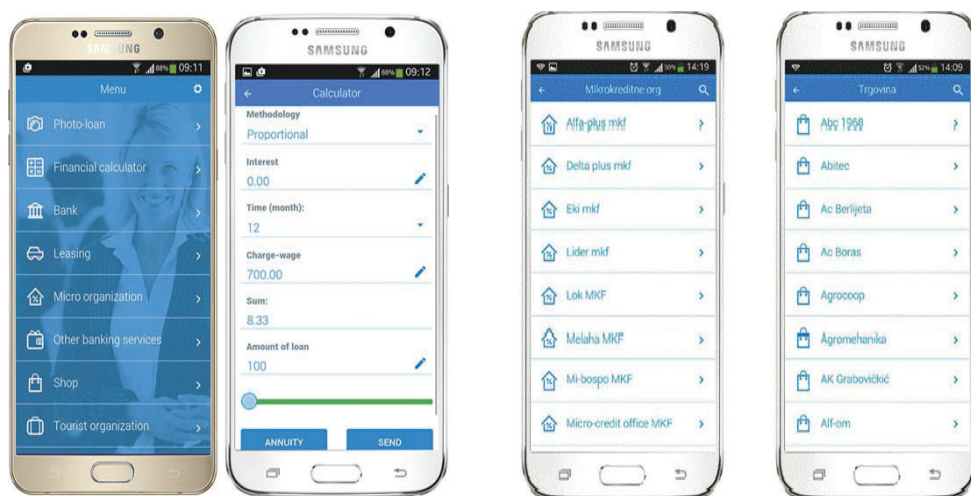 SAMSUNG
88% 09:11
Menu
Photo-loan
Financial calculator
Bank
Leasing
Micro organization
Other banking services
Shop
Tourist organization
SAMSUNG
88% 09:12
Calculator
Methodology
Proportional
Interest
0.00
Time (month):
12
Charge-wage
700.00
Sum:
8.33
Amount of loan
100
ANNUITY SEND
SAMSUNG
50% 14:19
Mikrokreditne org
Alfa-plus mkf
Delta plus mkf
Eki mkf
Lider mkf
Lok MKF
Melaha MKF
Mi-bospo MKF
Micro-credit office MKF
SAMSUNG
52% 14:09
Trgovina
Abc 1968
Abitec
Ac Berlijeta
Ac Boras
Agrocoop
Agromehanika
AK Grabovičkić
Alf-om